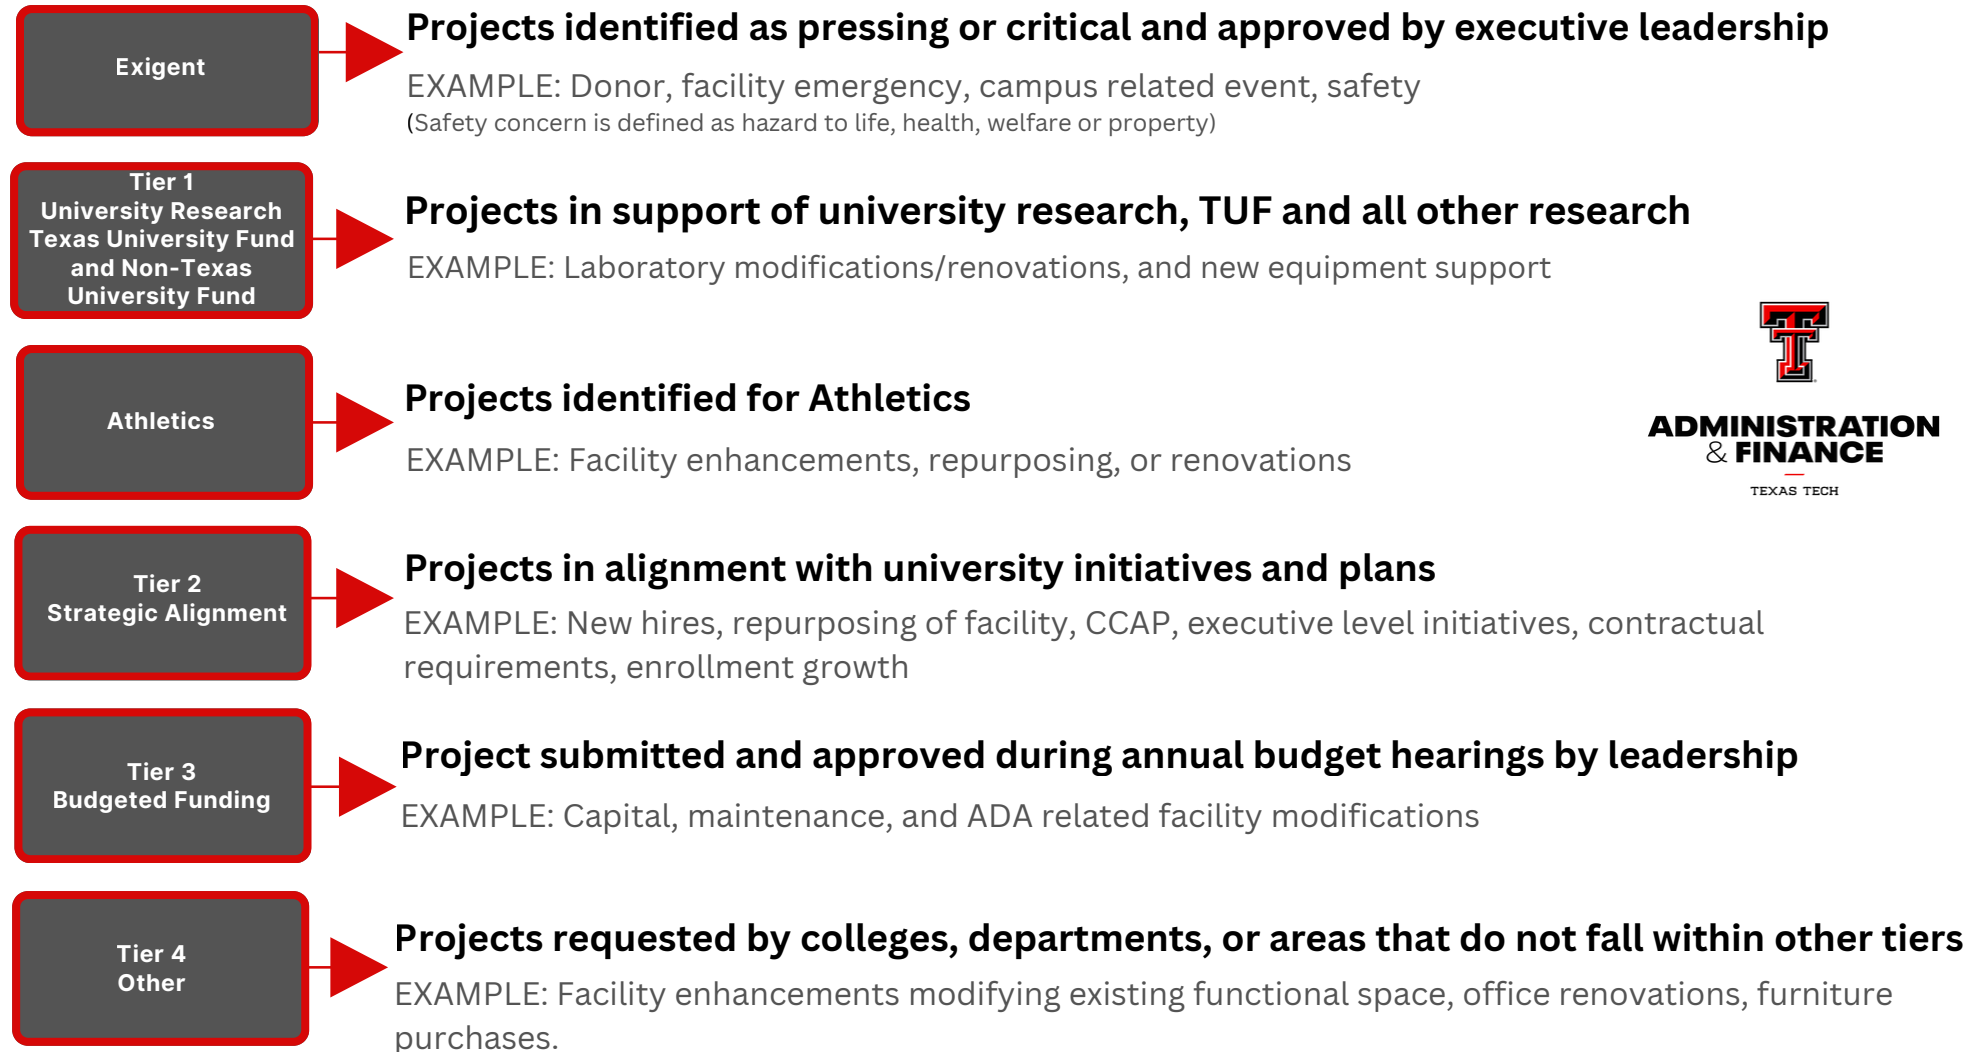 Exigent
Projects identified as pressing or critical and approved by executive leadership
EXAMPLE: Donor, facility emergency, campus related event, safety
(Safety concern is defined as hazard to life, health, welfare or property)
Tier 1
University Research
Texas University Fund
and Non-Texas
University Fund
Projects in support of university research, TUF and all other research
EXAMPLE: Laboratory modifications/renovations, and new equipment support
Athletics
Projects identified for Athletics
EXAMPLE: Facility enhancements, repurposing, or renovations
ADMINISTRATION
& FINANCE
TEXAS TECH
Tier 2
Strategic Alignment
Projects in alignment with university initiatives and plans
EXAMPLE: New hires, repurposing of facility, CCAP, executive level initiatives, contractual
requirements, enrollment growth
Tier 3
Budgeted Funding
Project submitted and approved during annual budget hearings by leadership
EXAMPLE: Capital, maintenance, and ADA related facility modifications
Tier 4
Other
Projects requested by colleges, departments, or areas that do not fall within other tiers
EXAMPLE: Facility enhancements modifying existing functional space, office renovations, furniture
purchases.